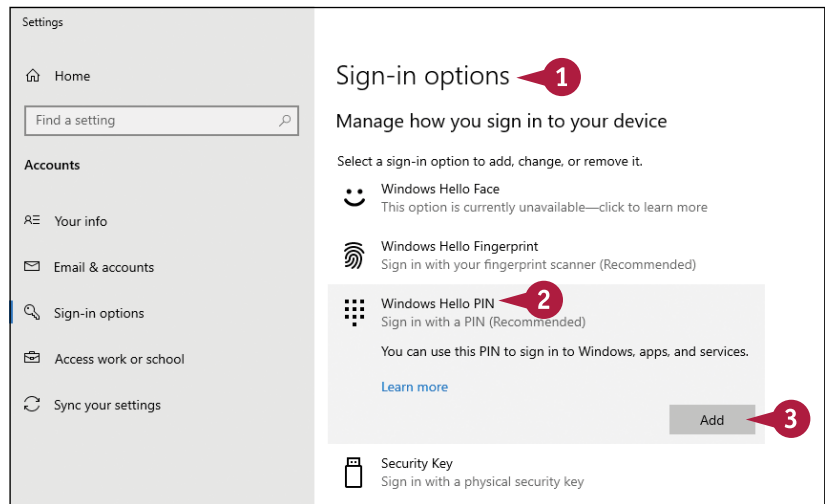 Settings
Home
Find a setting
Accounts
Your info
Email & accounts
Sign-in options
Access work or school
Sync your settings
Sign-in options
1
Manage how you sign in to your device
Select a sign-in option to add, change, or remove it.
Windows Hello Face
This option is currently unavailable—click to learn more
Windows Hello Fingerprint
Sign in with your fingerprint scanner (Recommended)
Windows Hello PIN
2
Sign in with a PIN (Recommended)
You can use this PIN to sign in to Windows, apps, and services.
Learn more
Add
3
Security Key
Sign in with a physical security key